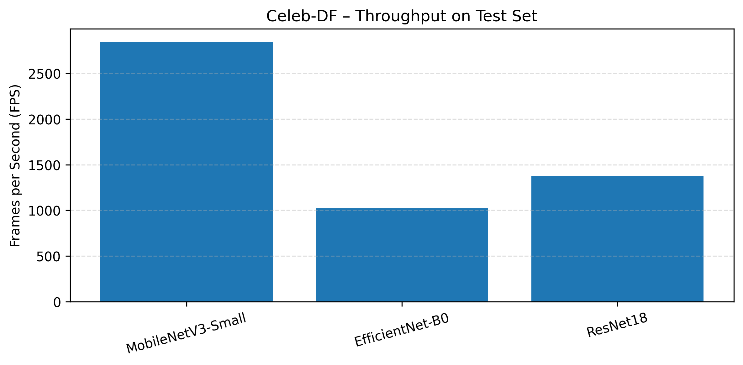 Celeb-DF – Throughput on Test Set
Frames per Second (FPS)
2500
2000
1500
1000
500
0
MobileNetV3-Small
EfficientNet-B0
ResNet18